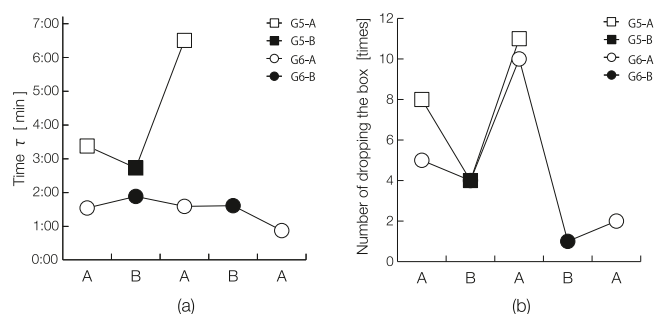 7:00
6:00
5:00
4:00
3:00
2:00
1:00
0:00
Time τ [ min ]
A B A B A
(a)
G5-A
G5-B
G6-A
G6-B
12
10
8
6
4
2
0
Number of dropping the box [times]
A B A B A
(b)
G5-A
G5-B
G6-A
G6-B